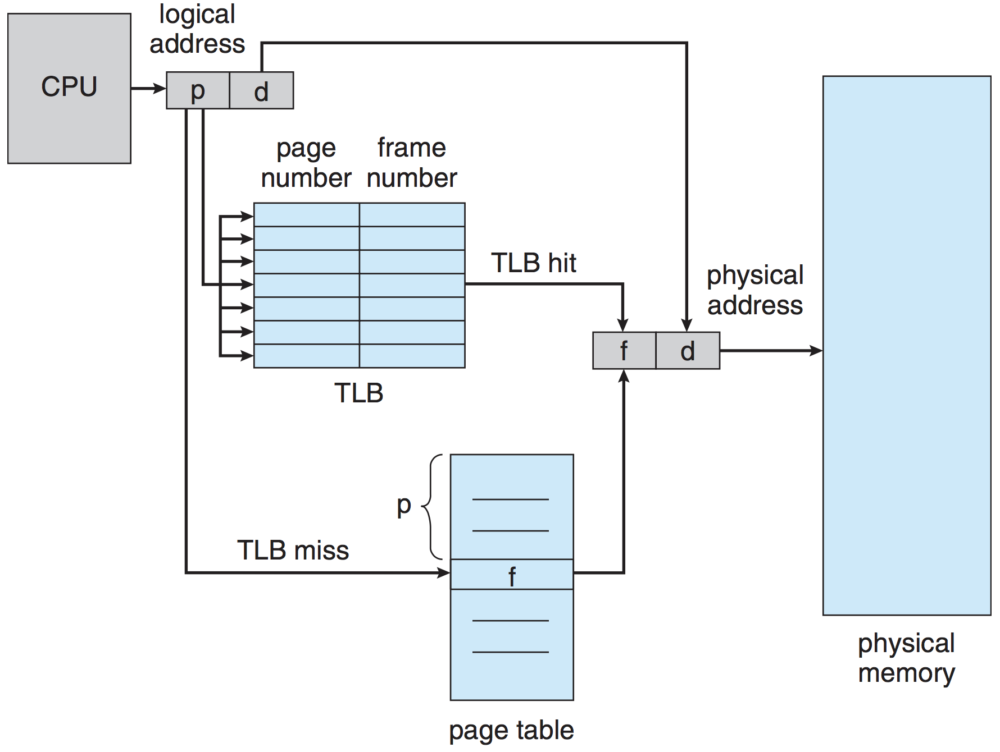 logical
address
CPU
p
d
page
number
frame
number
TLB hit
physical
address
f
d
TLB
p
TLB miss
f
physical
memory
page table